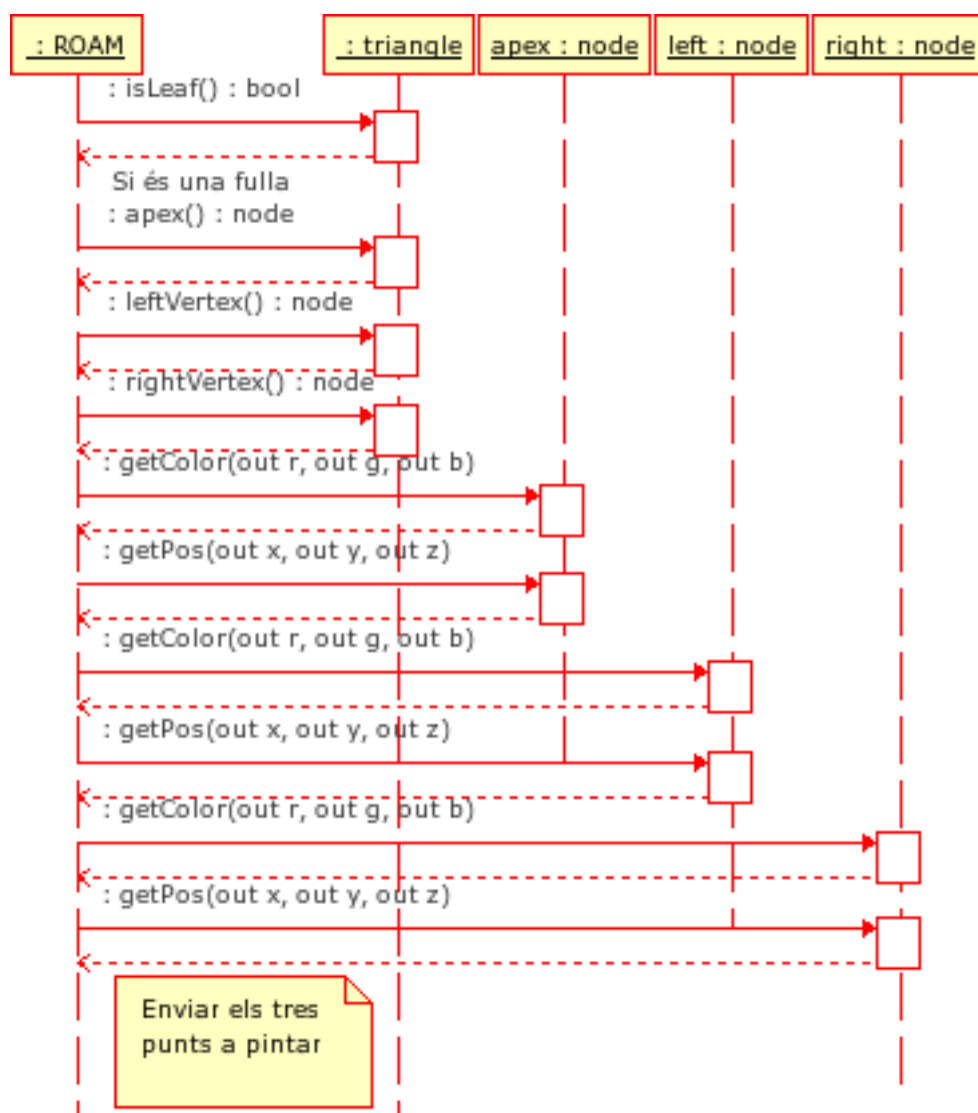 : ROAM
: triangle
apex : node
left : node
right : node
: isLeaf() : bool
Si és una fulla
: apex() : node
: leftVertex() : node
: rightVertex() : node
: getColor(out r, out g, out b)
: getPos(out x, out y, out z)
: getColor(out r, out g, out b)
: getPos(out x, out y, out z)
: getColor(out r, out g, out b)
: getPos(out x, out y, out z)
Enviar els tres
punts a pintar